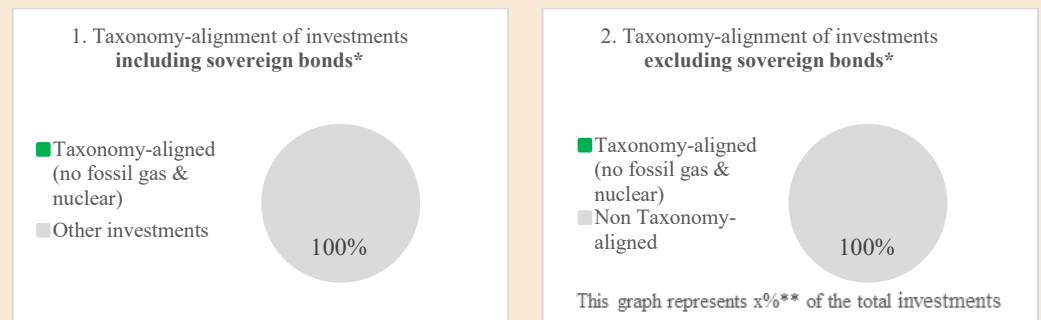 1. Taxonomy-alignment of investments
including sovereign bonds*
Taxonomy-aligned
(no fossil gas &
nuclear)
Other investments
100%
2. Taxonomy-alignment of investments
excluding sovereign bonds*
Taxonomy-aligned
(no fossil gas &
nuclear)
Non Taxonomy-
aligned
100%
This graph represents x%** of the total investments